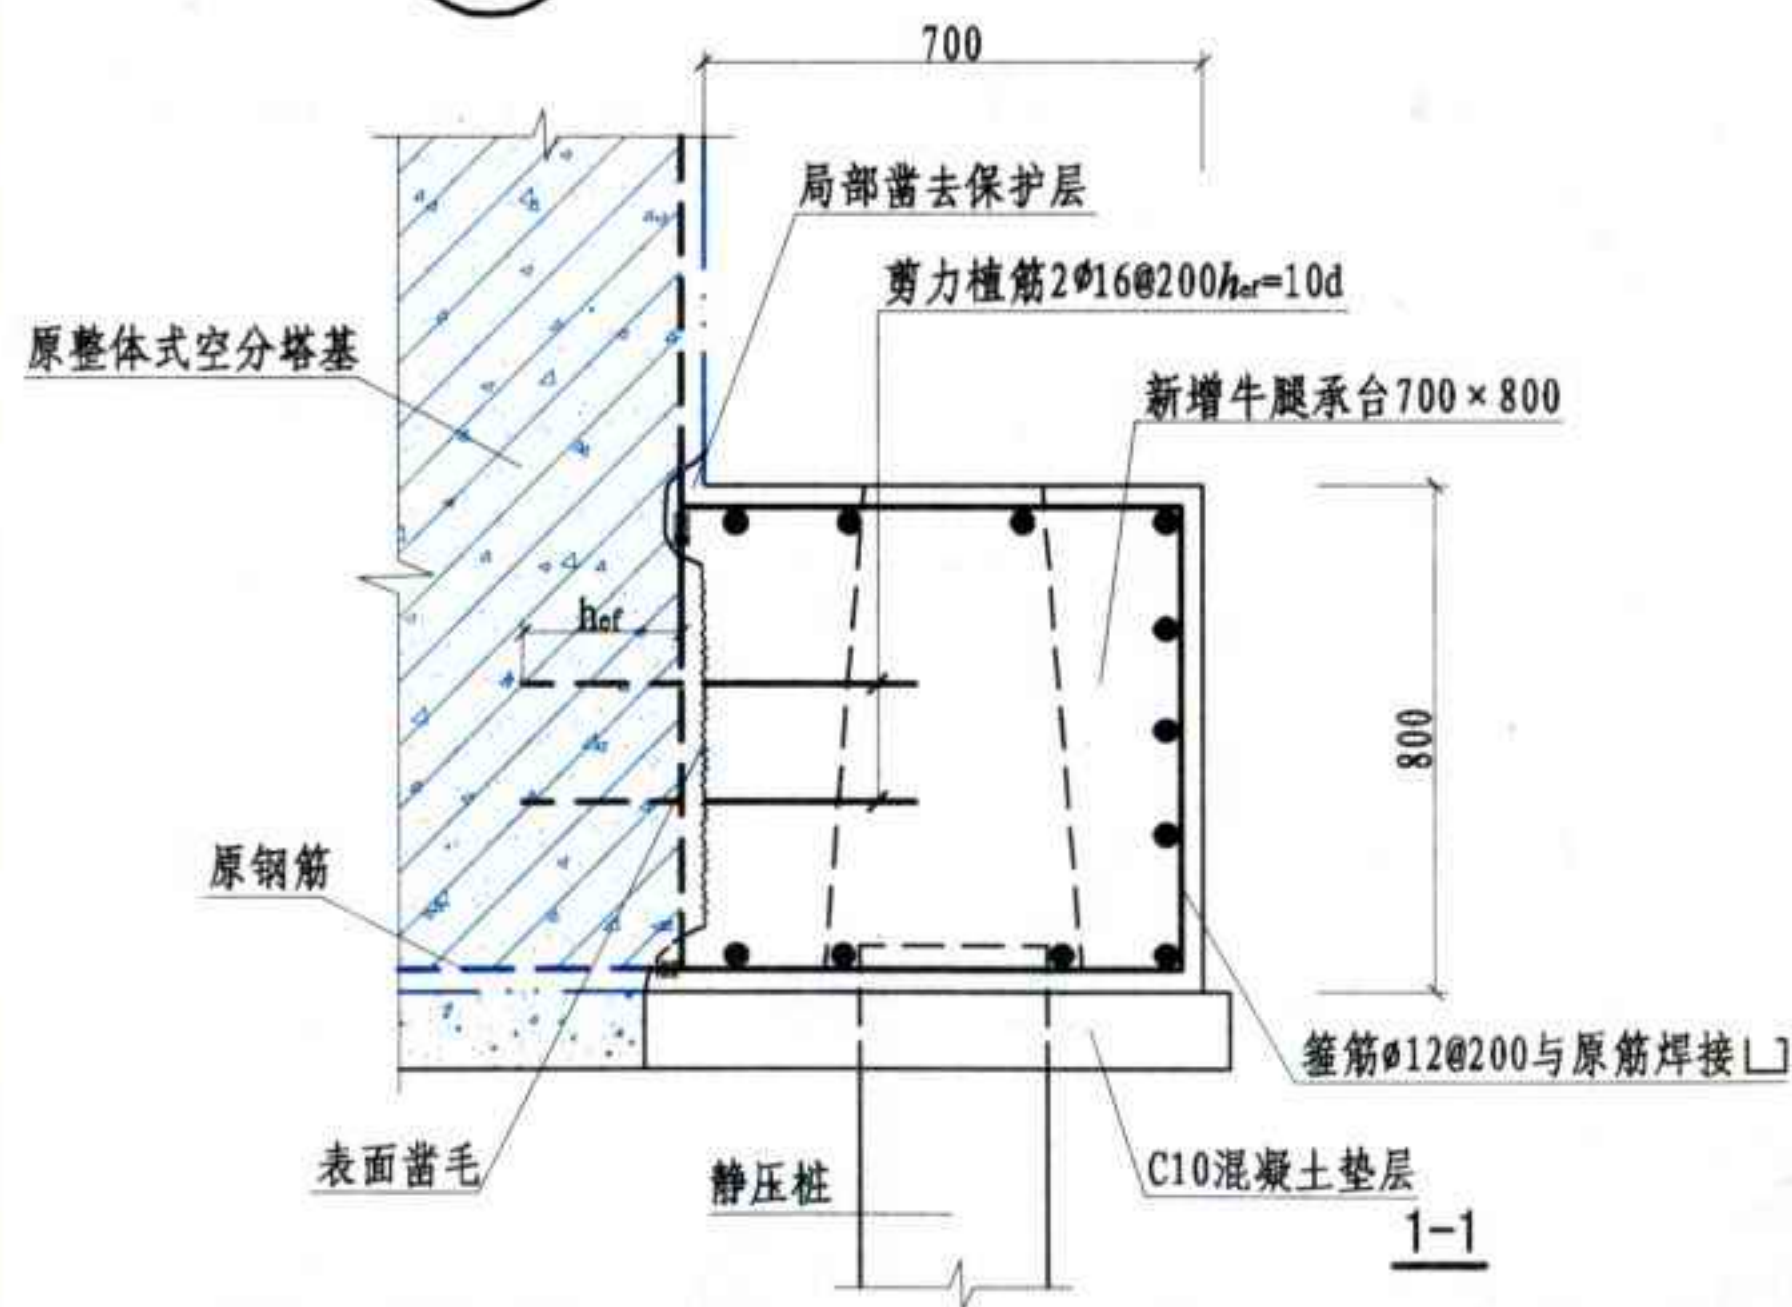 700
局部凿去保护层
剪力植筋2ø16@200hef=10d
原整体式空分塔基
新增牛腿承台700×800
hef
800
原钢筋
箍筋ø12@200与原筋焊接
表面凿毛
静压桩
C10混凝土垫层
1-1